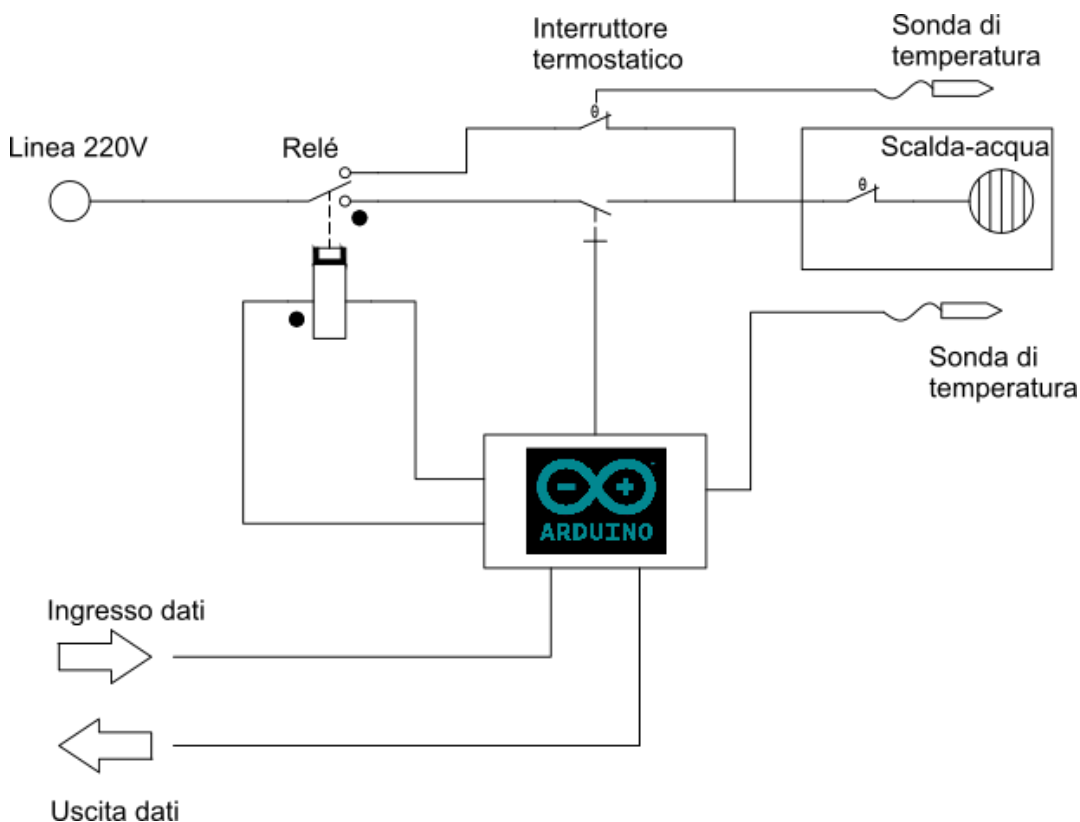 Interruttore
termostatico
Sonda di
temperatura
Linea 220V
Relé
θ
Scalda-acqua
θ
Sonda di
temperatura
ARDUINO
Ingresso dati
Uscita dati